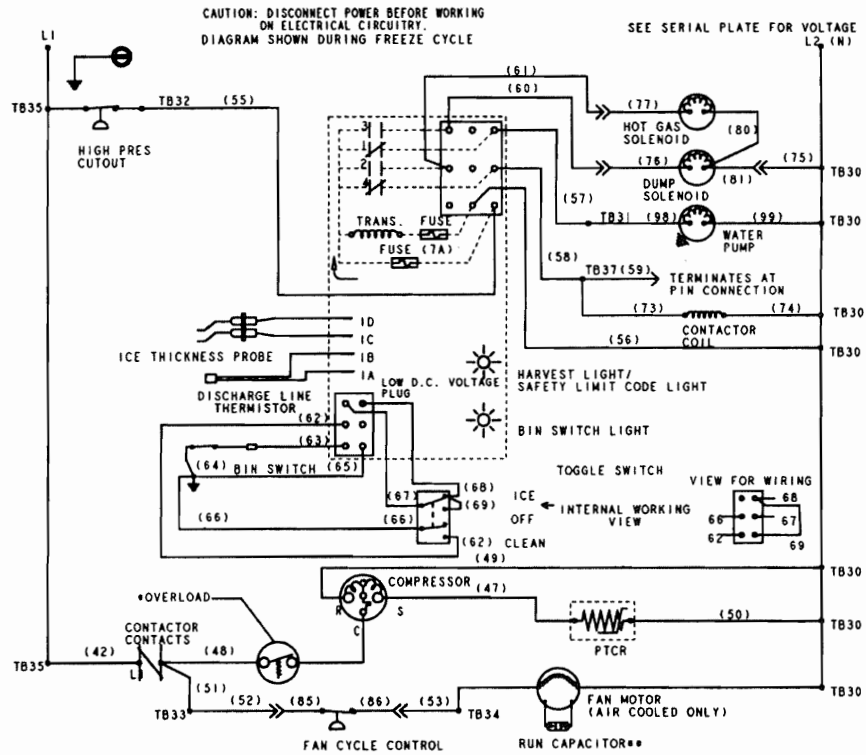 CAUTION: DISCONNECT POWER BEFORE WORKING
ON ELECTRICAL CIRCUITRY.
DIAGRAM SHOWN DURING FREEZE CYCLE
SEE SERIAL PLATE FOR VOLTAGE
L1
L2 (N)
(61)
(60)
TB35
TB32
(55)
(77)
HOT GAS
SOLENOID
(80)
HIGH PRES
CUTOUT
3
1
2
4
(76)
(81)
(75)
TB30
DUMP
SOLENOID
(57)
TRANS.
FUSE
FUSE (7A)
TB31
(98)
(99)
TB30
WATER
PUMP
(58)
TB37(59)
TERMINATES AT
PIN CONNECTION
(73)
(74)
TB30
CONTACTOR
COIL
(56)
TB30
1D
1C
ICE THICKNESS PROBE
1B
1A
DISCHARGE LINE
THERMISTOR
LOW D.C. VOLTAGE
PLUG
HARVEST LIGHT/
SAFETY LIMIT CODE LIGHT
(62)
BIN SWITCH LIGHT
(63)
(64)
BIN SWITCH
(65)
TOGGLE SWITCH
VIEW FOR WIRING
(68)
(67)
(69)
ICE
68
(66)
(66)
OFF
INTERNAL WORKING
VIEW
66
67
(62)
CLEAN
62
69
(49)
COMPRESSOR
(47)
TB30
*OVERLOAD
R
S
C
(50)
TB30
CONTACTOR
CONTACTS
PTCR
(42)
(48)
TB35
L1
(51)
TB30
TB33
(52)
(85)
(86)
(53)
TB34
FAN MOTOR
(AIR COOLED ONLY)
FAN CYCLE CONTROL
RUN CAPACITOR**